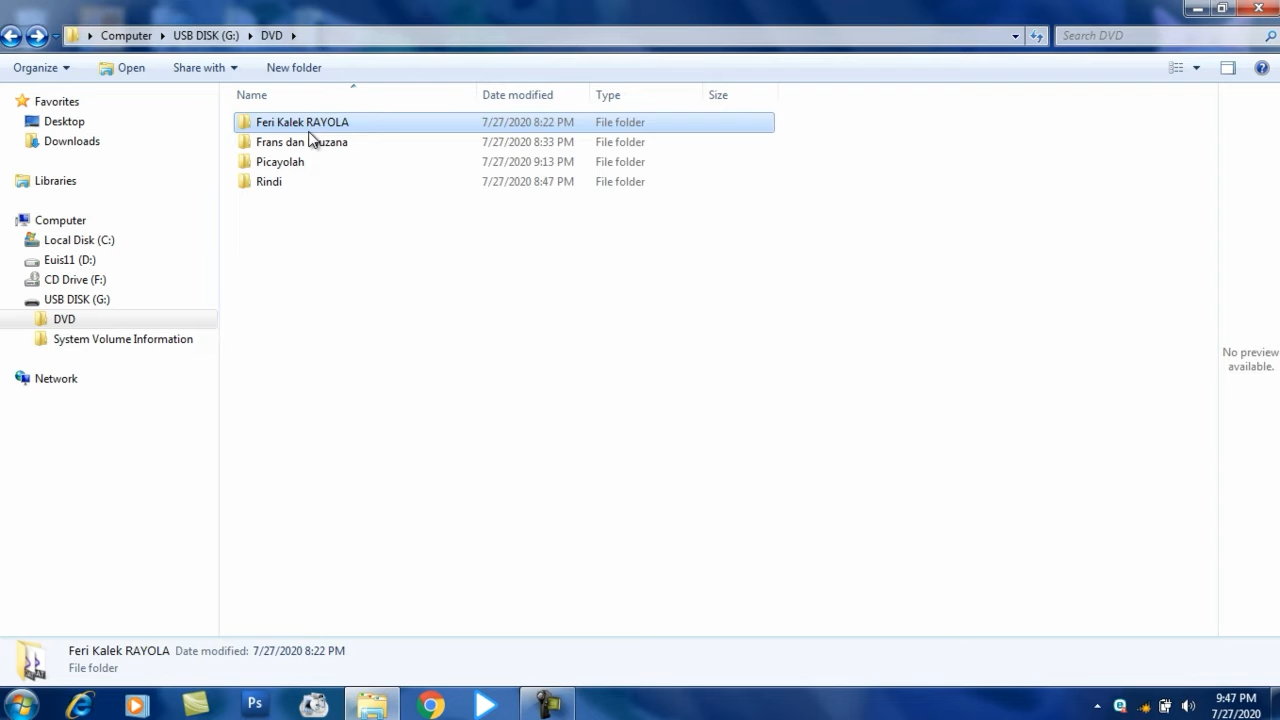 Computer USB DISK (G:) DVD Search DVD
Organize Open Share with New folder
Name Date modified Type Size
Favorites
Desktop
Downloads
Libraries
Computer
Local Disk (C:)
Euis11 (D:)
CD Drive (F:)
USB DISK (G:)
DVD
System Volume Information
Network
Feri Kalek RAYOLA 7/27/2020 8:22 PM File folder
Frans dan 7/27/2020 8:33 PM File folder
Picayolah 7/27/2020 9:13 PM File folder
Rindi 7/27/2020 8:47 PM File folder
No preview
available.
Feri Kalek RAYOLA Date modified: 7/27/2020 8:22 PM
File folder
Ps
9:47 PM
7/27/2020